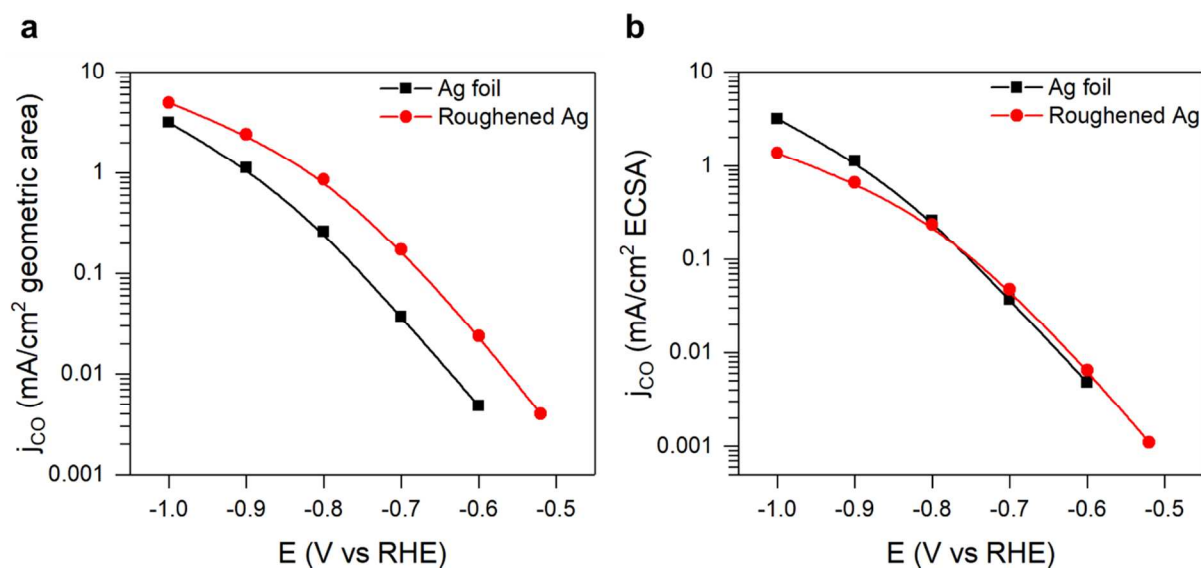 a
10
1
0.1
0.01
0.001
j_CO (mA/cm² geometric area)
Ag foil
Roughened Ag
-1.0 -0.9 -0.8 -0.7 -0.6 -0.5
E (V vs RHE)
b
10
1
0.1
0.01
0.001
j_CO (mA/cm² ECSA)
Ag foil
Roughened Ag
-1.0 -0.9 -0.8 -0.7 -0.6 -0.5
E (V vs RHE)